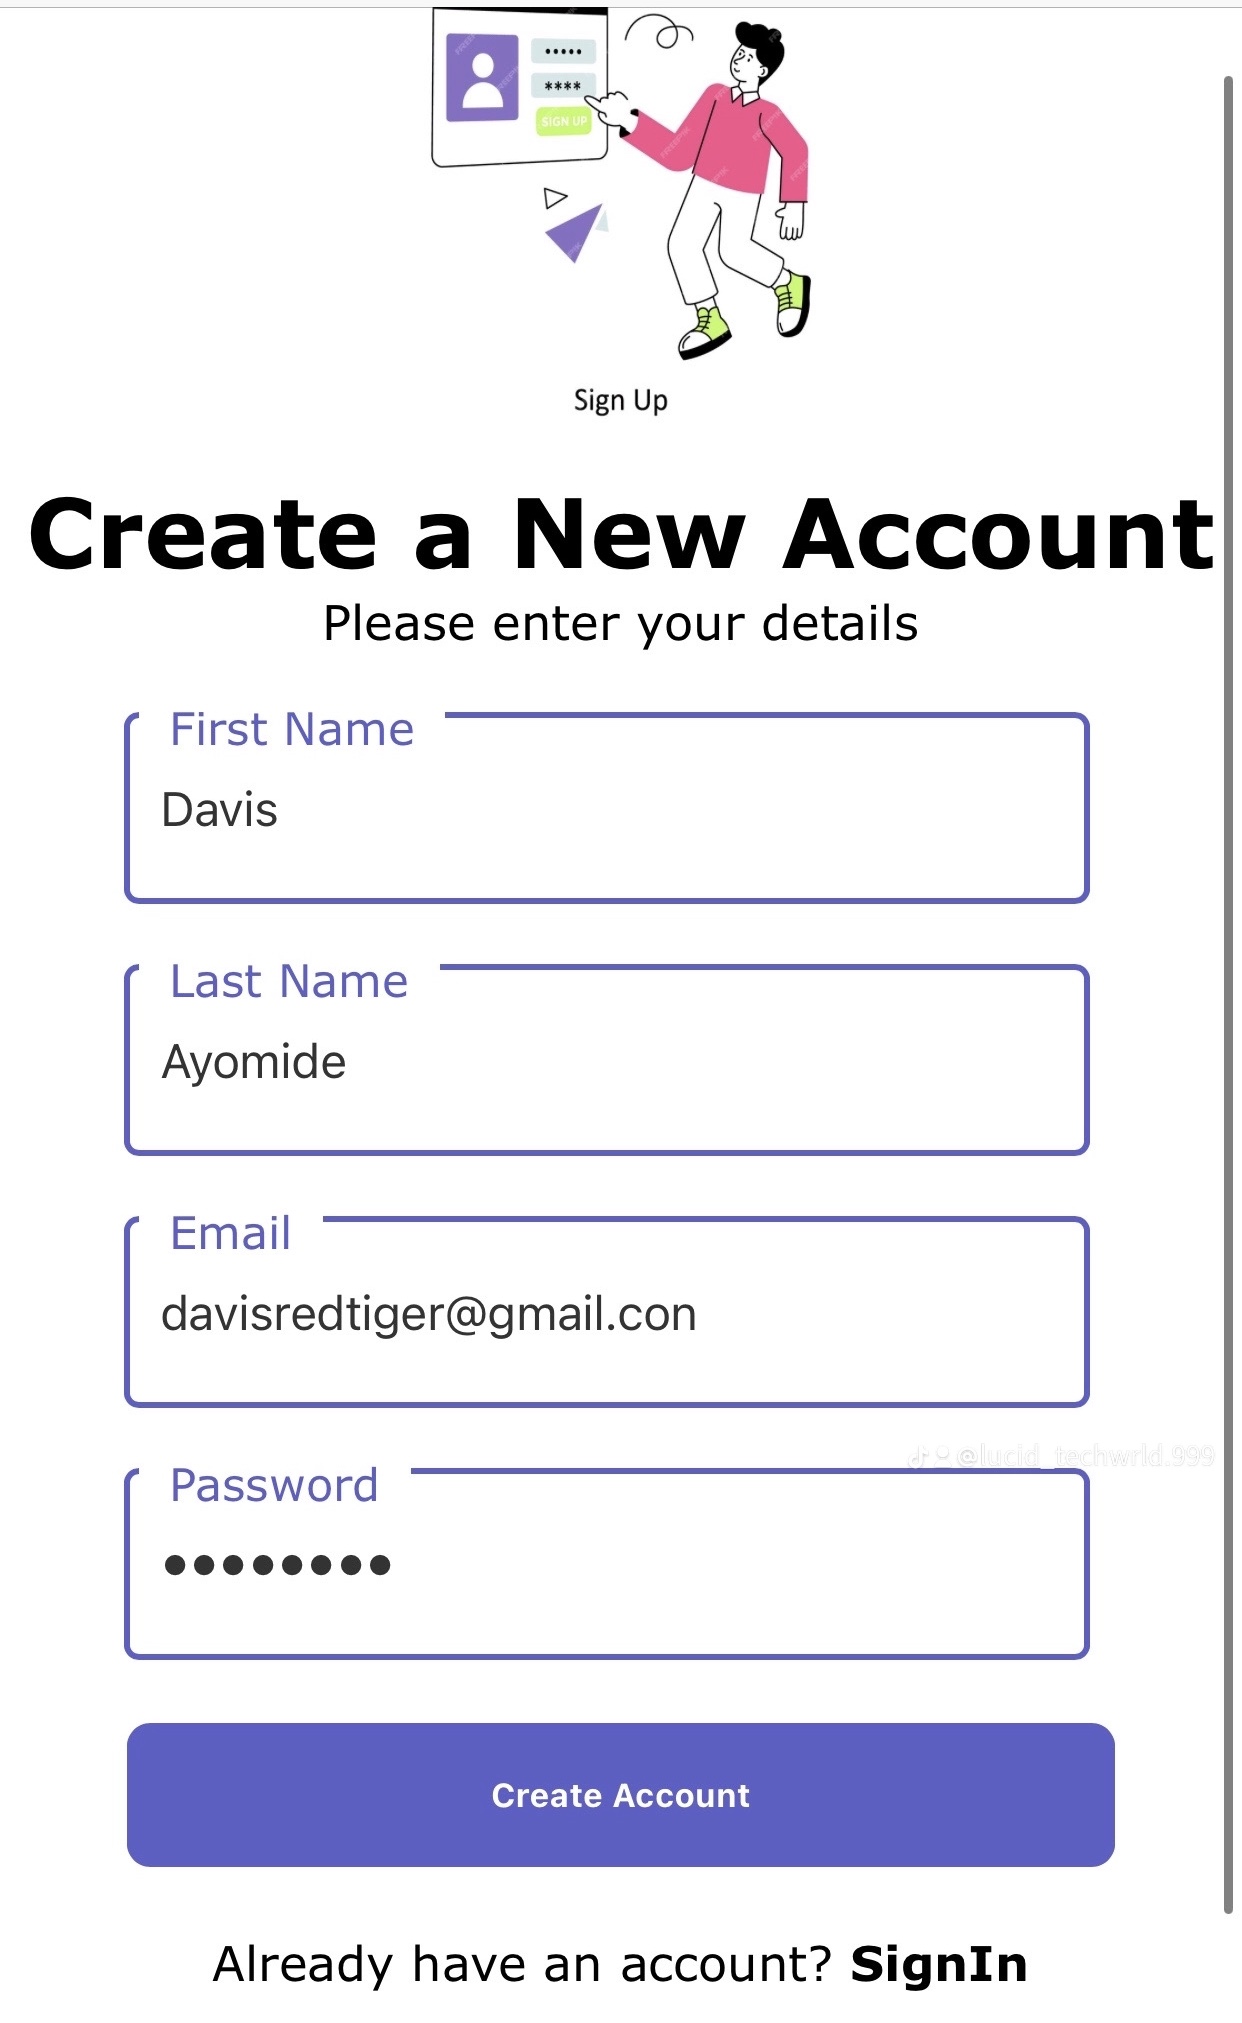 •••••
****
SIGN UP
Sign Up
Create a New Account
Please enter your details
First Name
Davis
Last Name
Ayomide
Email
davisredtiger@gmail.con
@lucid_techwrld.999
Password
••••••••
Create Account
Already have an account? SignIn